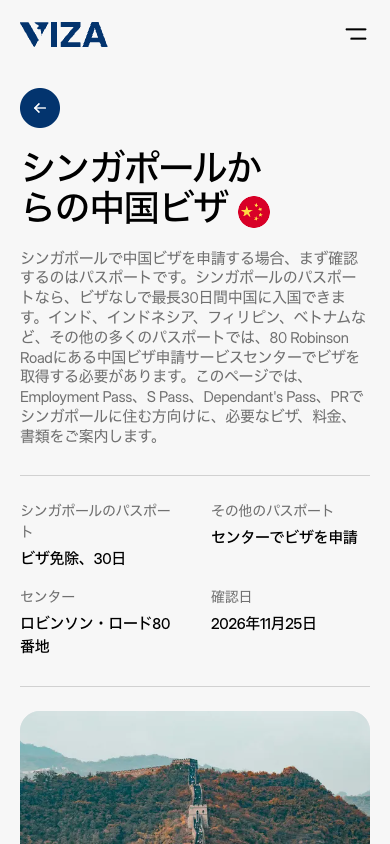 VIZA
シンガポールか
らの中国ビザ
シンガポールで中国ビザを申請する場合、まず確認
するのはパスポートです。シンガポールのパスポー
トなら、ビザなしで最長30日間中国に入国できま
す。インド、インドネシア、フィリピン、ベトナムな
ど、その他の多くのパスポートでは、80 Robinson
Roadにある中国ビザ申請サービスセンターでビザを
取得する必要があります。このページでは、
Employment Pass、S Pass、Dependant's Pass、PRで
シンガポールに住む方向けに、必要なビザ、料金、
書類をご案内します。
シンガポールのパスポー
ト
ビザ免除、30日
その他のパスポート
センターでビザを申請
センター
ロビンソン・ロード80
番地
確認日
2026年11月25日